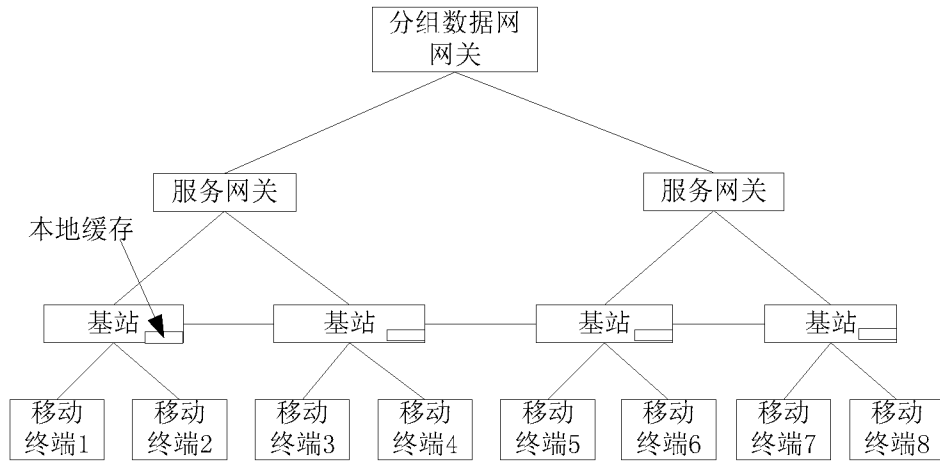 分组数据网
网关
服务网关
服务网关
本地缓存
基站
基站
基站
基站
移动
终端1
移动
终端2
移动
终端3
移动
终端4
移动
终端5
移动
终端6
移动
终端7
移动
终端8